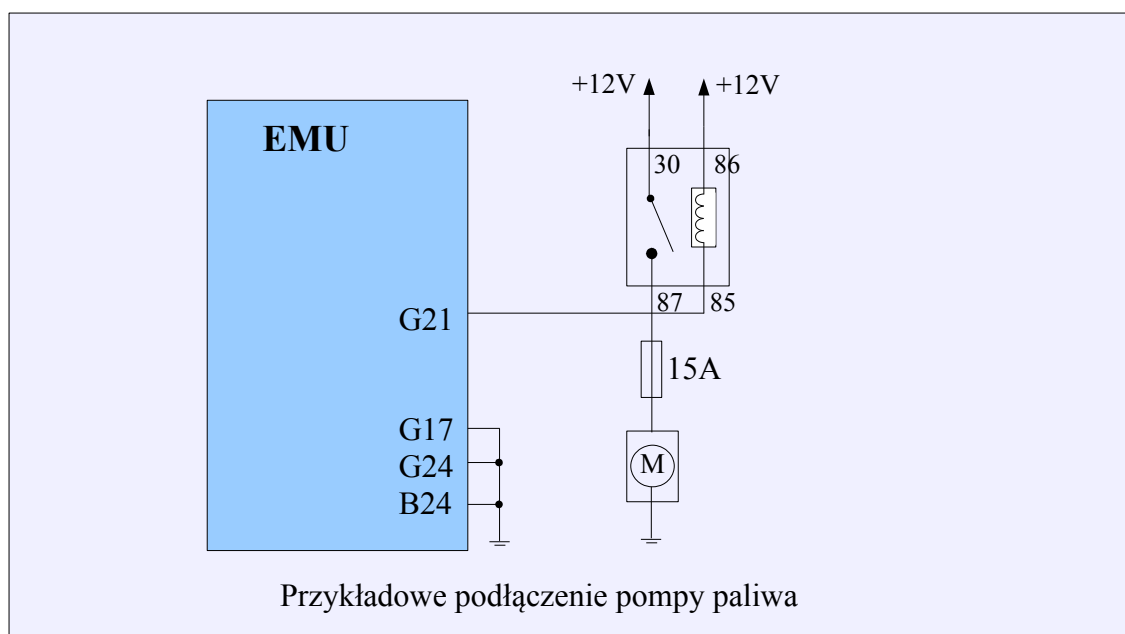 +12V +12V
EMU
30 86
G21
87 85
15A
G17
M
G24
B24
Przykładowe podłączenie pompy paliwa